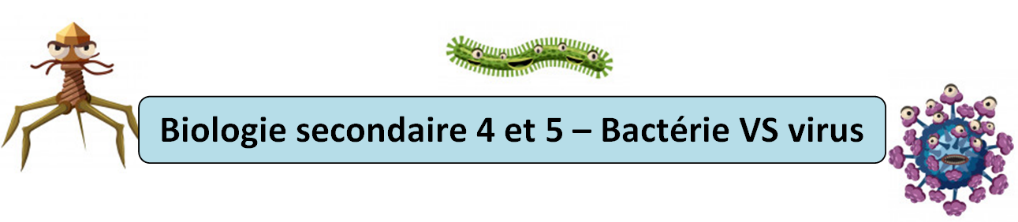 Biologie secondaire 4 et 5 – Bactérie VS virus